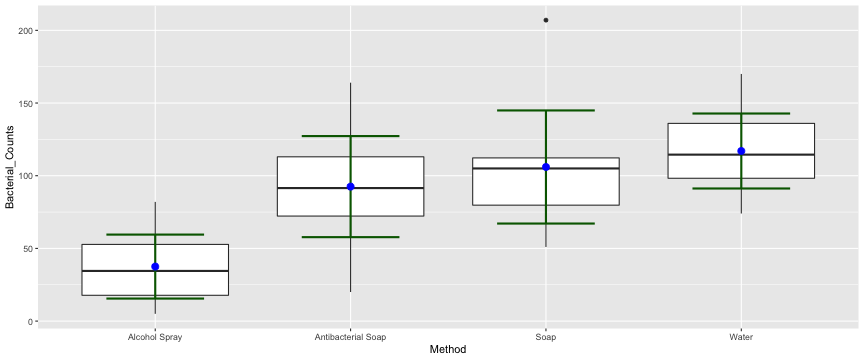 Bacterial_Counts
200
150
100
50
0
Alcohol Spray
Antibacterial Soap
Soap
Water
Method